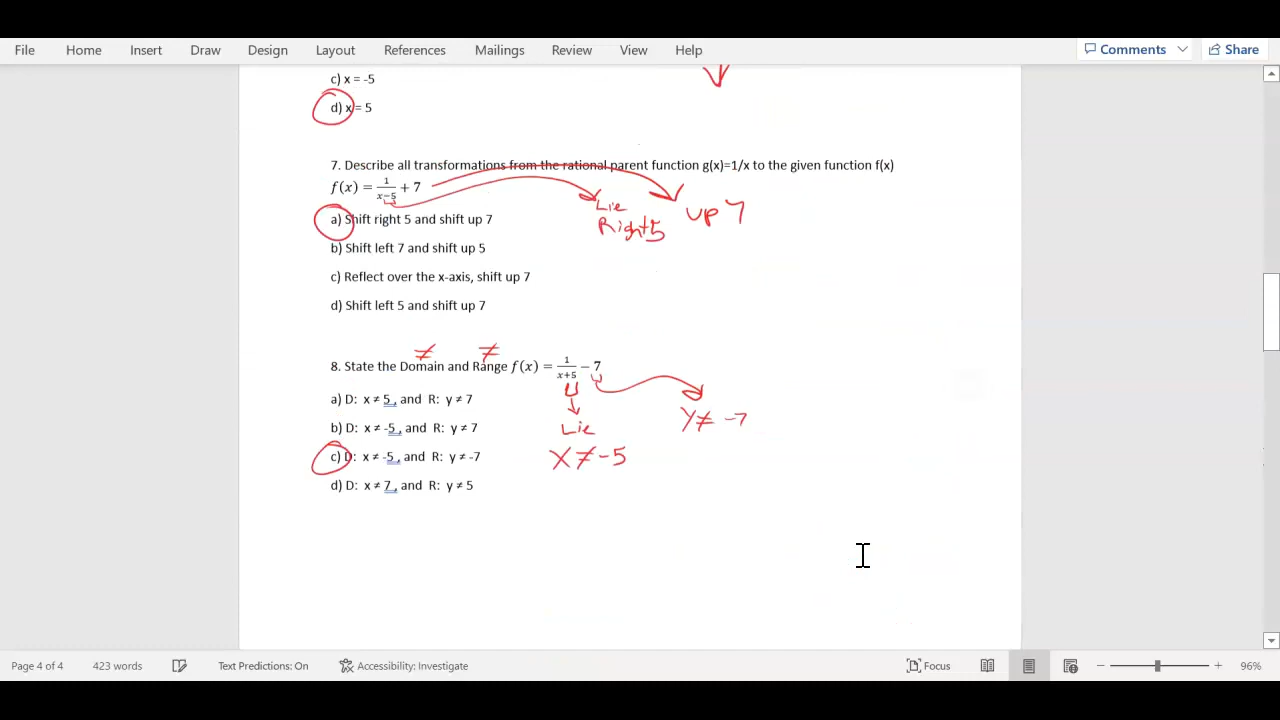 File Home Insert Draw Design Layout References Mailings Review View Help Comments Share
c) x = -5
d) x = 5
7. Describe all transformations from the rational parent function g(x)=1/x to the given function f(x)
f(x) = 1/(x−5) + 7
Lie
Right 5
up 7
a) Shift right 5 and shift up 7
b) Shift left 7 and shift up 5
c) Reflect over the x-axis, shift up 7
d) Shift left 5 and shift up 7
≠ ≠
8. State the Domain and Range f(x) = 1/(x+5) − 7
a) D: x ≠ 5 , and R: y ≠ 7
b) D: x ≠ -5 , and R: y ≠ 7
c) D: x ≠ -5 , and R: y ≠ -7
d) D: x ≠ 7 , and R: y ≠ 5
Lie
x ≠ -5
y ≠ -7
Page 4 of 4 423 words Text Predictions: On Accessibility: Investigate Focus 96%